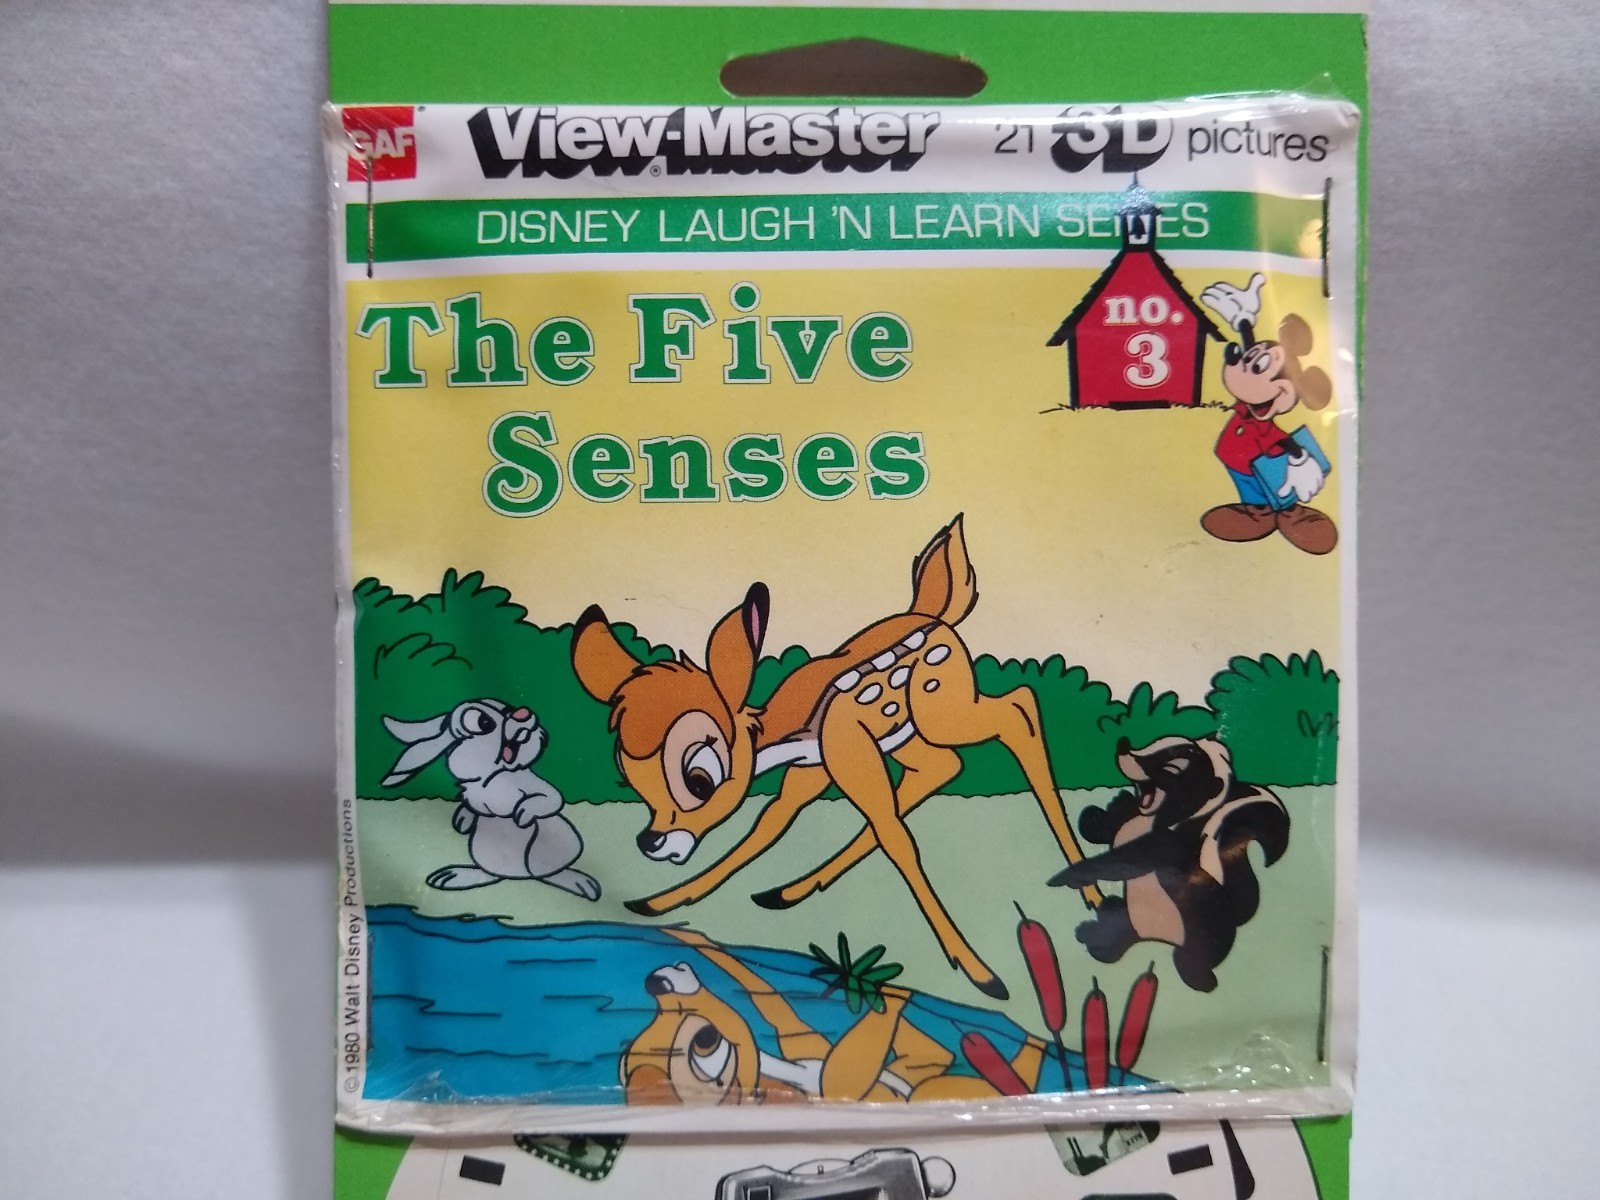 GAF
View-Master® 21 3D pictures
DISNEY LAUGH 'N LEARN SERIES
The Five
Senses
no.
3
©1980 Walt Disney Productions